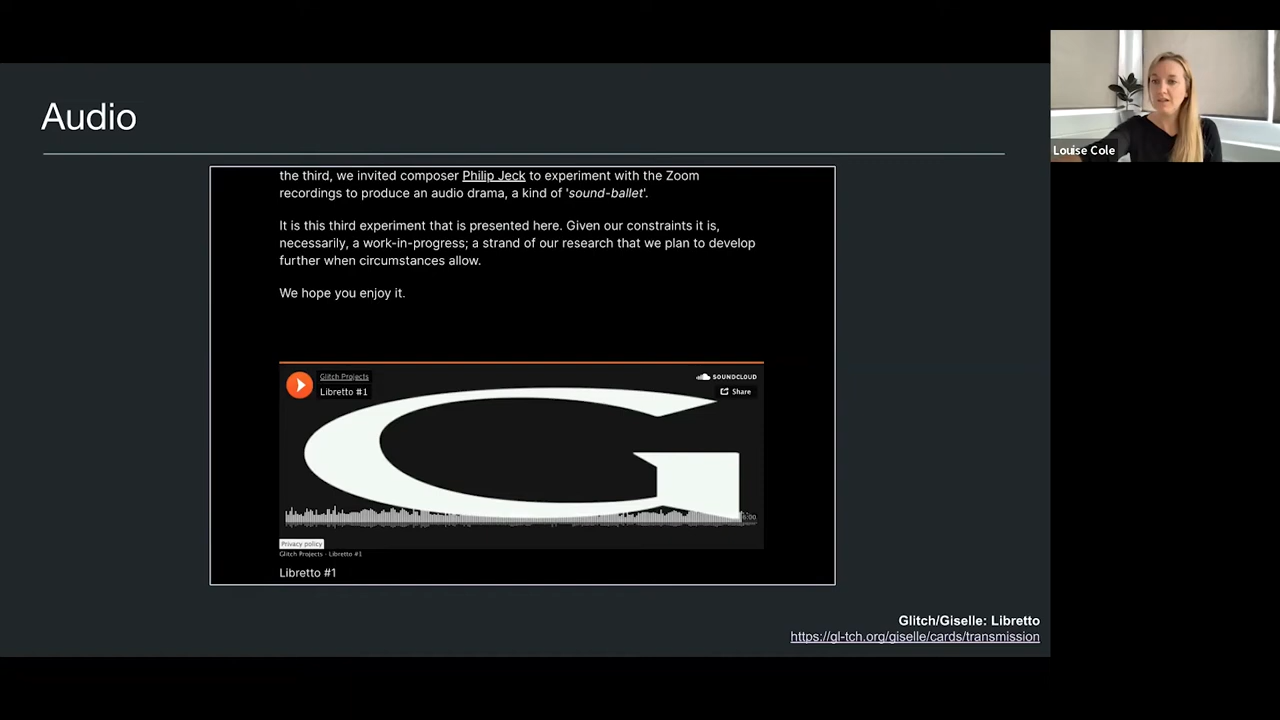 Audio
the third, we invited composer Philip Jeck to experiment with the Zoom
recordings to produce an audio drama, a kind of 'sound-ballet'.
It is this third experiment that is presented here. Given our constraints it is,
necessarily, a work-in-progress; a strand of our research that we plan to develop
further when circumstances allow.
We hope you enjoy it.
Glitch Projects
Libretto #1
SOUNDCLOUD
Share
G
Privacy policy
Glitch Projects - Libretto #1
Libretto #1
Glitch/Giselle: Libretto
https://gl-tch.org/giselle/cards/transmission
Louise Cole